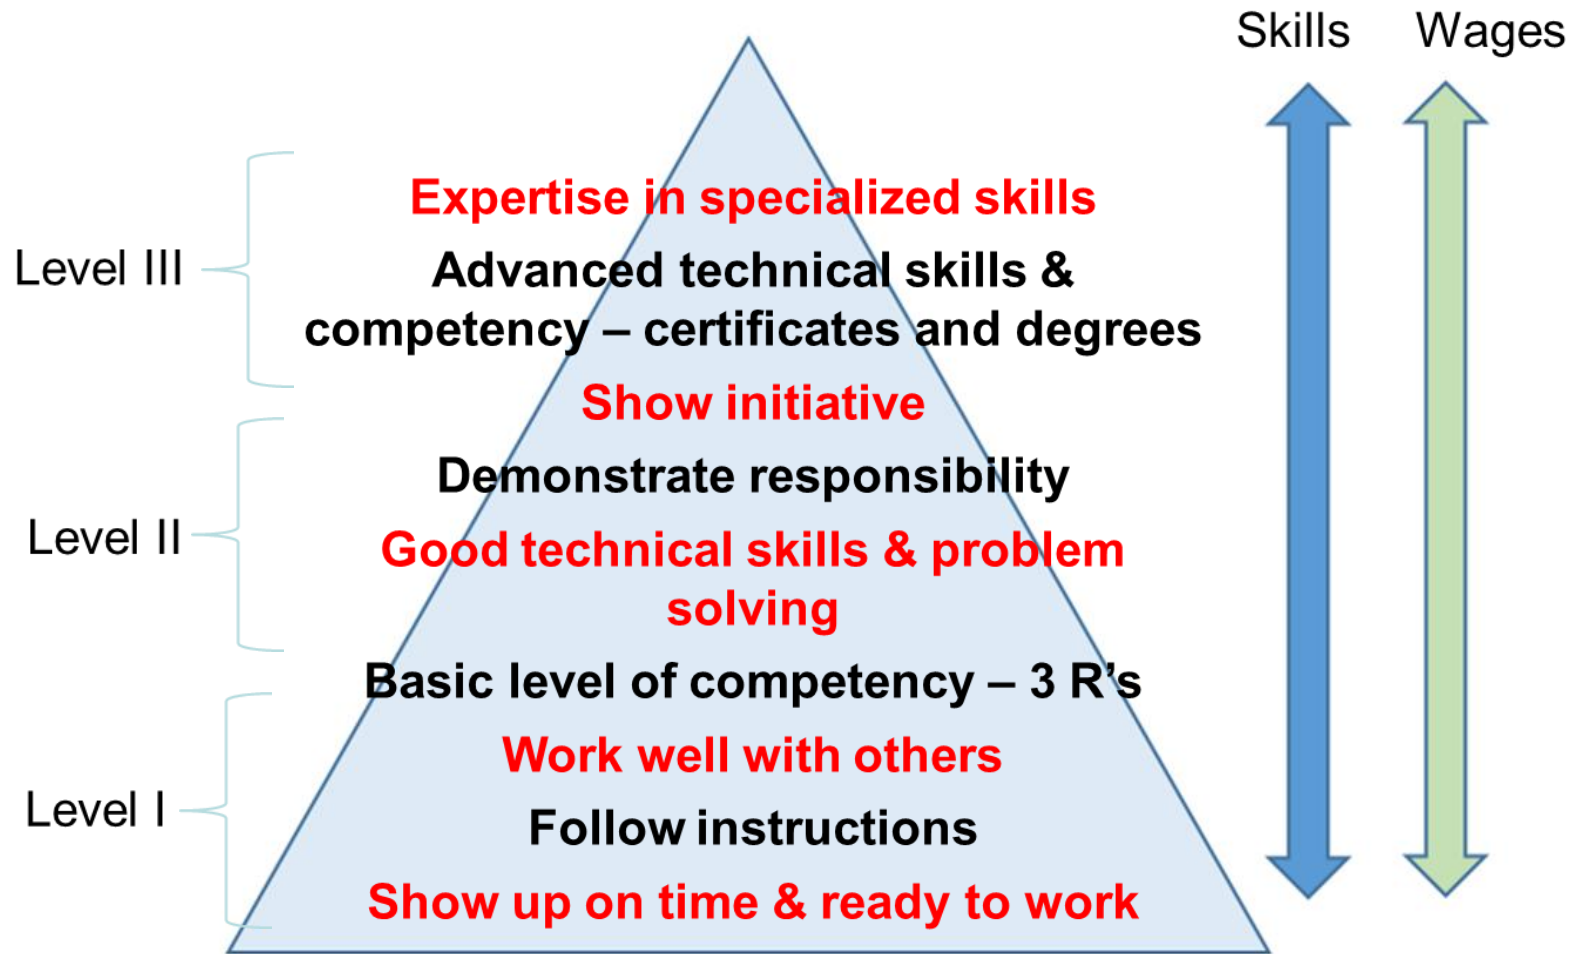 Skills Wages
Expertise in specialized skills
Level III
Advanced technical skills &
competency – certificates and degrees
Show initiative
Demonstrate responsibility
Level II
Good technical skills & problem
solving
Basic level of competency – 3 R’s
Work well with others
Level I
Follow instructions
Show up on time & ready to work